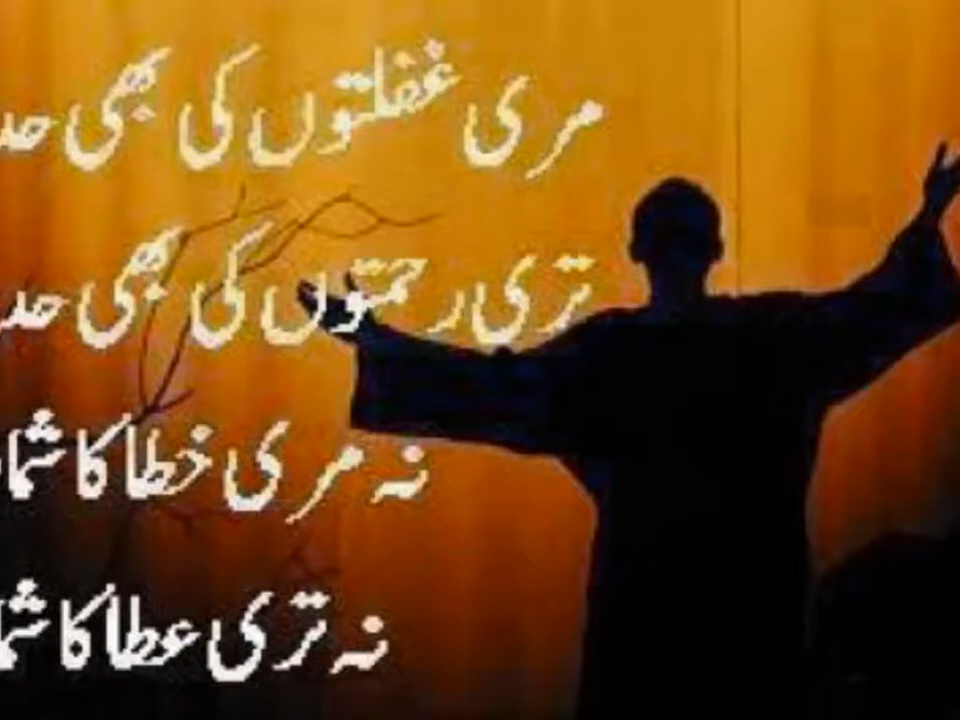 مری غفلتوں کی بھی حد
تری رحمتوں کی بھی حد
نہ مری خطا کا
نہ تری عطا کا